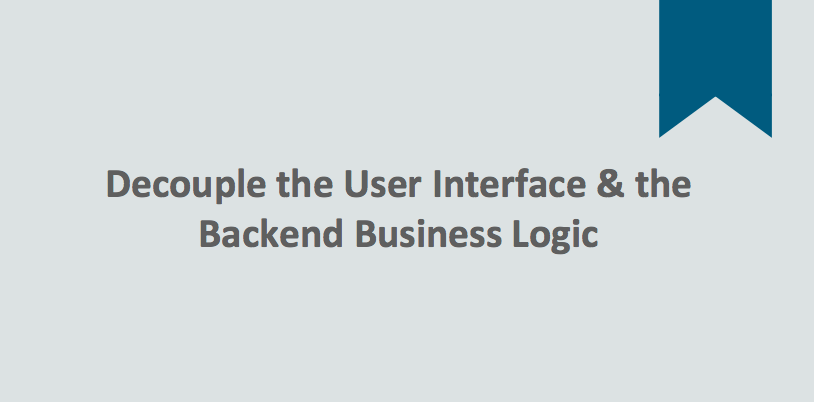 Decouple the User Interface & the
Backend Business Logic